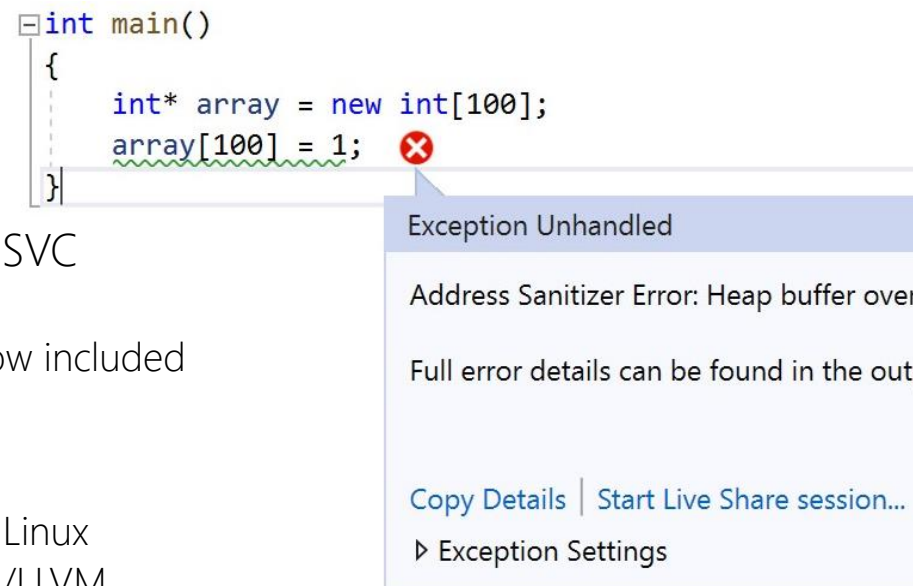 int main()
{
int* array = new int[100];
array[100] = 1;
}
SVC
Exception Unhandled
Address Sanitizer Error: Heap buffer over
ow included
Full error details can be found in the out
Copy Details | Start Live Share session...
Linux
Exception Settings